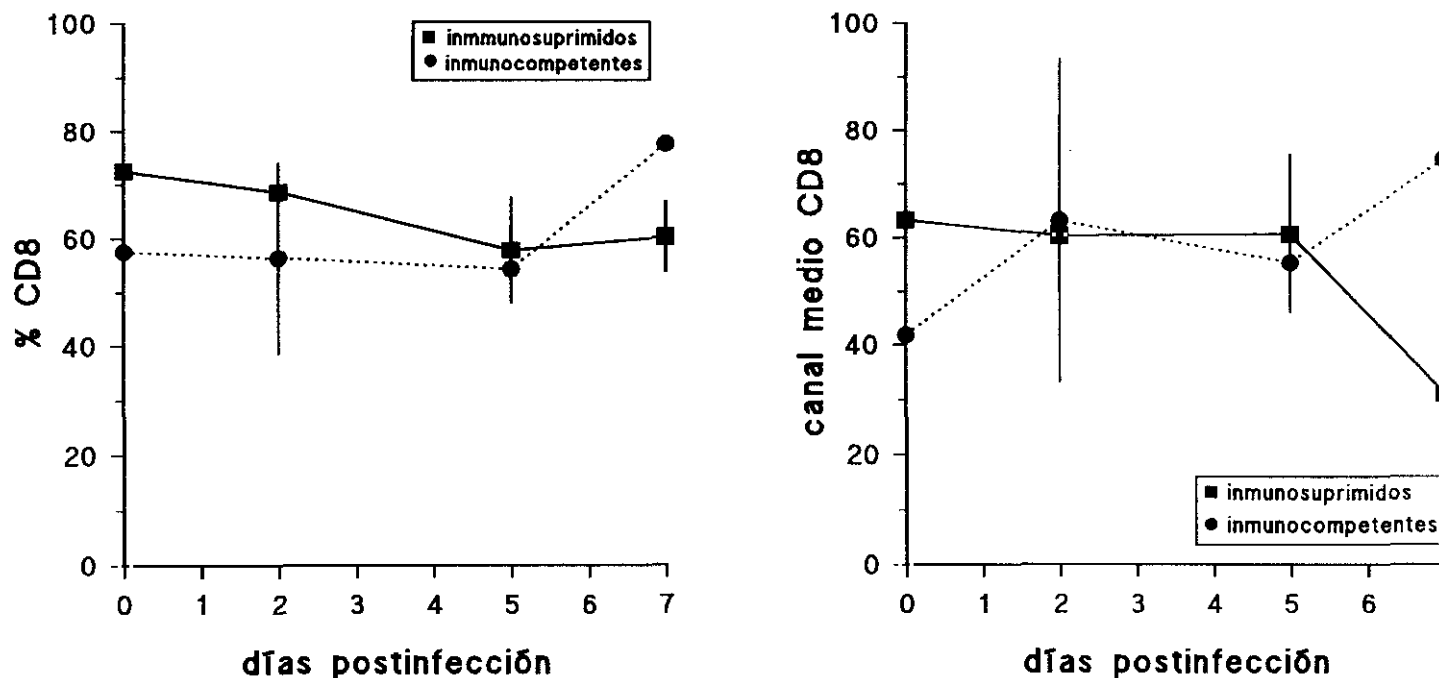 100
80
60
40
20
0
% CD8
inmmunosuprimidos
inmunocompetentes
0 1 2 3 4 5 6 7
días postinfección
100
80
60
40
20
0
canal medio CD8
inmunosuprimidos
inmunocompetentes
0 1 2 3 4 5 6
días postinfección